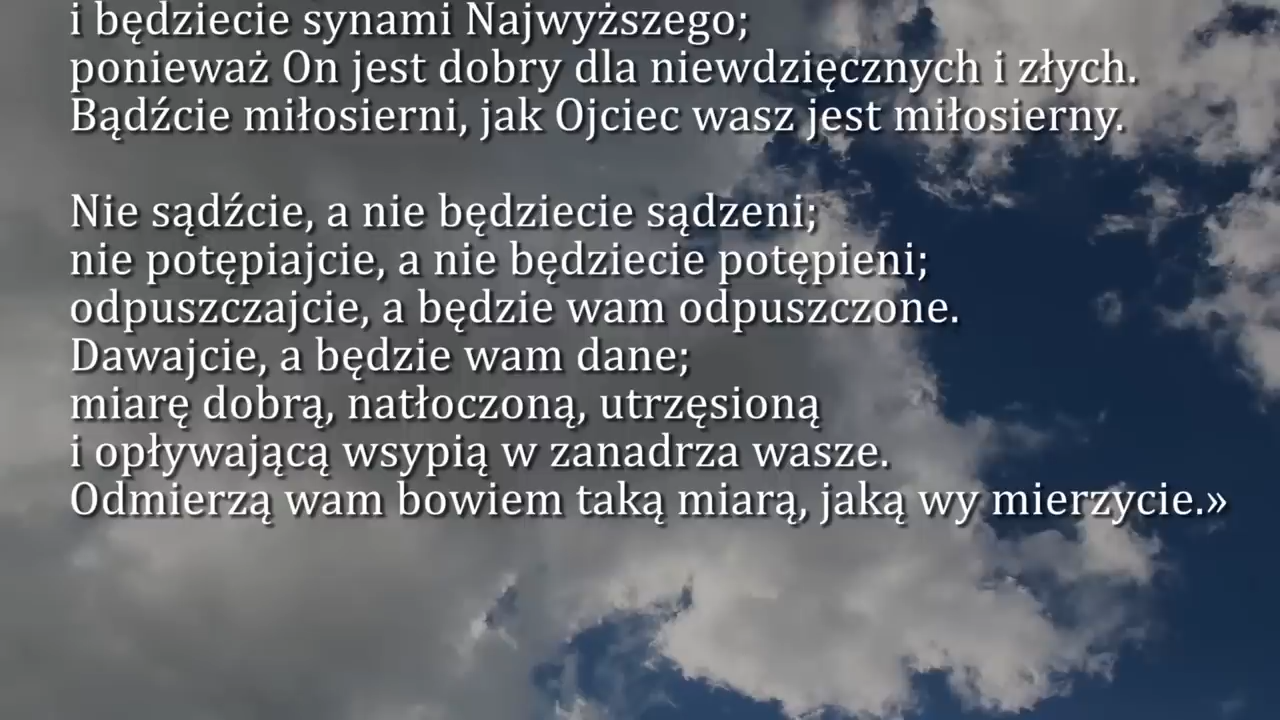 i będziecie synami Najwyższego;
ponieważ On jest dobry dla niewdzięcznych i złych.
Bądźcie miłosierni, jak Ojciec wasz jest miłosierny.
Nie sądźcie, a nie będziecie sądzeni;
nie potępiajcie, a nie będziecie potępieni;
odpuszczajcie, a będzie wam odpuszczone.
Dawajcie, a będzie wam dane;
miarę dobrą, natłoczoną, utrzęsioną
i opływającą wsypią w zanadrza wasze.
Odmierzą wam bowiem taką miarą, jaką wy mierzycie.»